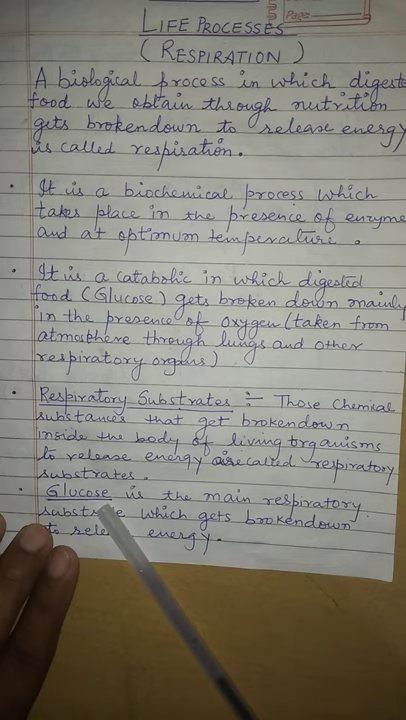 Page
LIFE PROCESSES
( RESPIRATION )
A biological process in which digeste
food we obtain through nutrition
gets brokendown to release energy
is called respiration.
• It is a biochemical process which
takes place in the presence of enzyme
and at optimum temperature.
• It is a catabolic in which digested
food (Glucose) gets broken down mainly
in the presence of oxygen (taken from
atmosphere through lungs and other
respiratory organs)
• Respiratory Substrates :- Those Chemical
substances that get brokendown
inside the body of living organisms
to release energy are called respiratory
substrates.
• Glucose is the main respiratory
which gets brokendown
to energy.